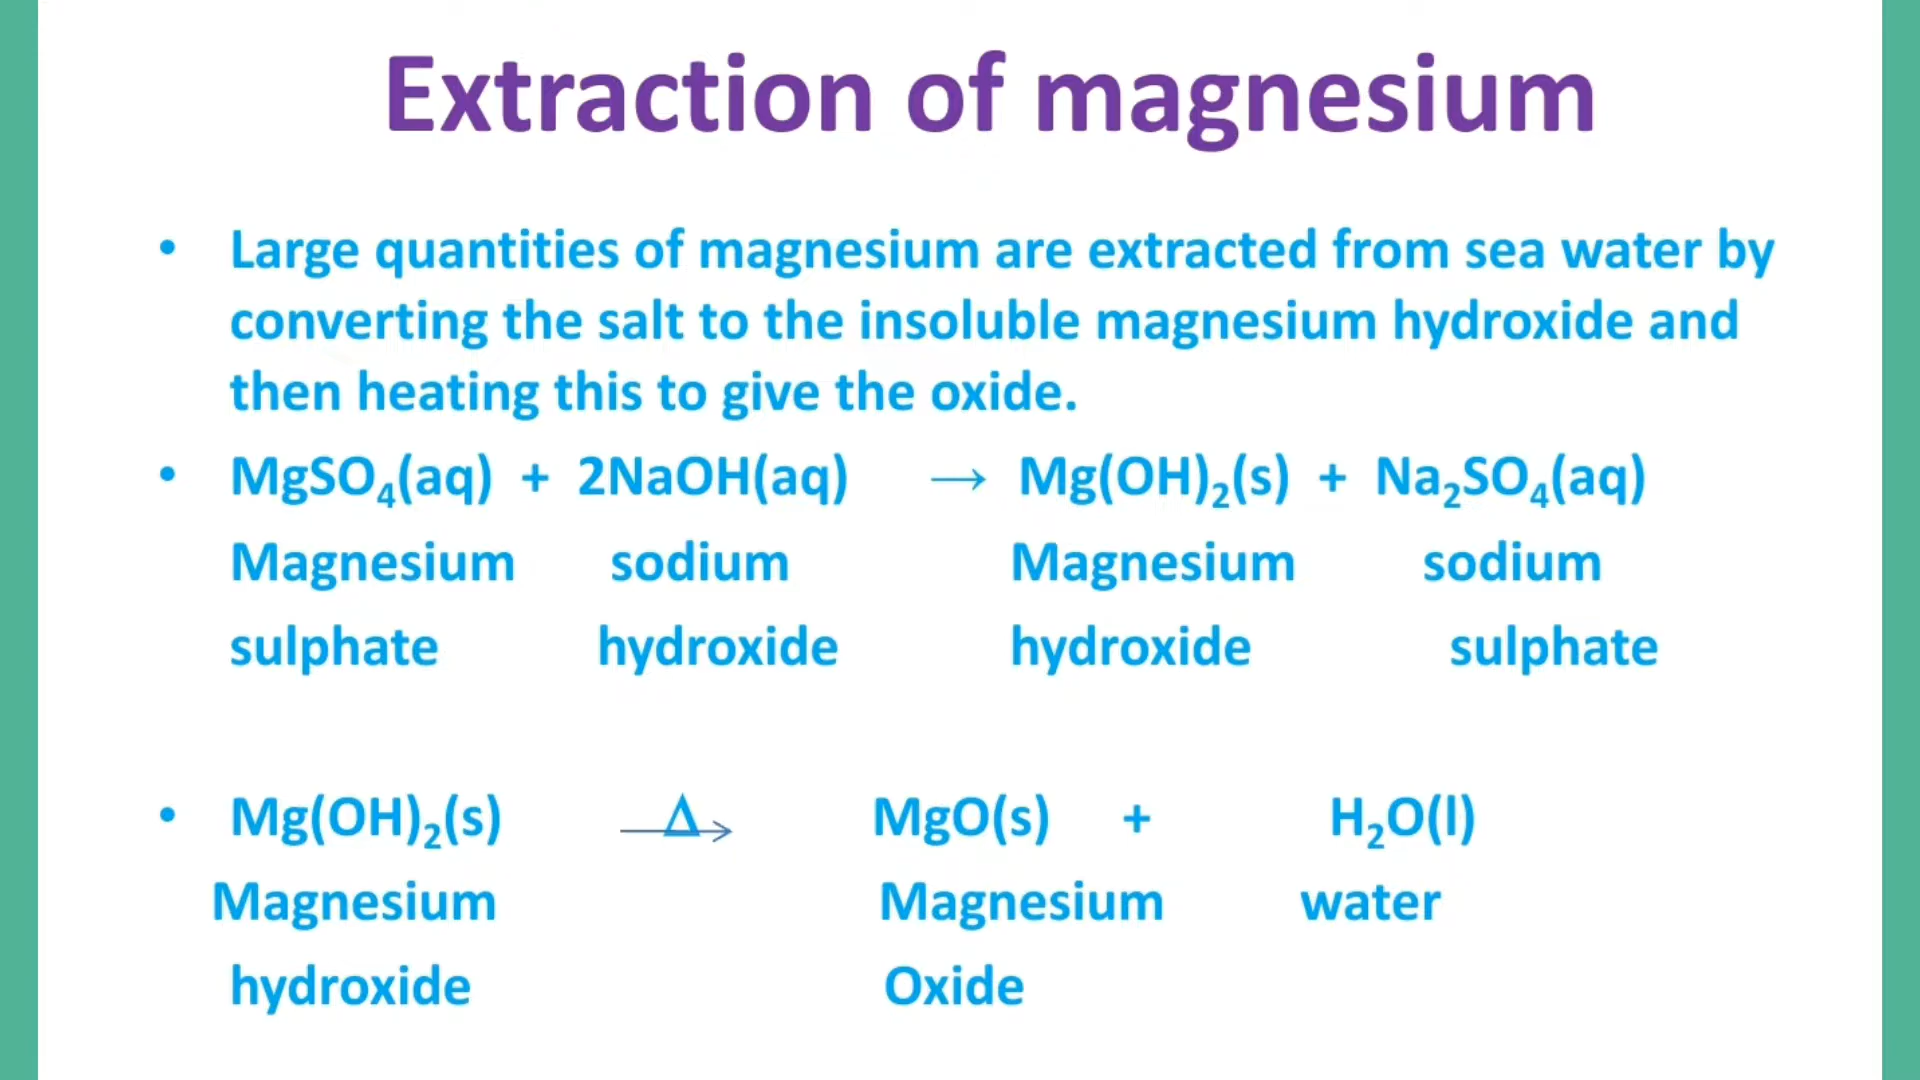 Extraction of magnesium
• Large quantities of magnesium are extracted from sea water by
converting the salt to the insoluble magnesium hydroxide and
then heating this to give the oxide.
• MgSO₄(aq) + 2NaOH(aq) → Mg(OH)₂(s) + Na₂SO₄(aq)
Magnesium sodium Magnesium sodium
sulphate hydroxide hydroxide sulphate
• Mg(OH)₂(s) Δ→ MgO(s) + H₂O(l)
Magnesium Magnesium water
hydroxide Oxide